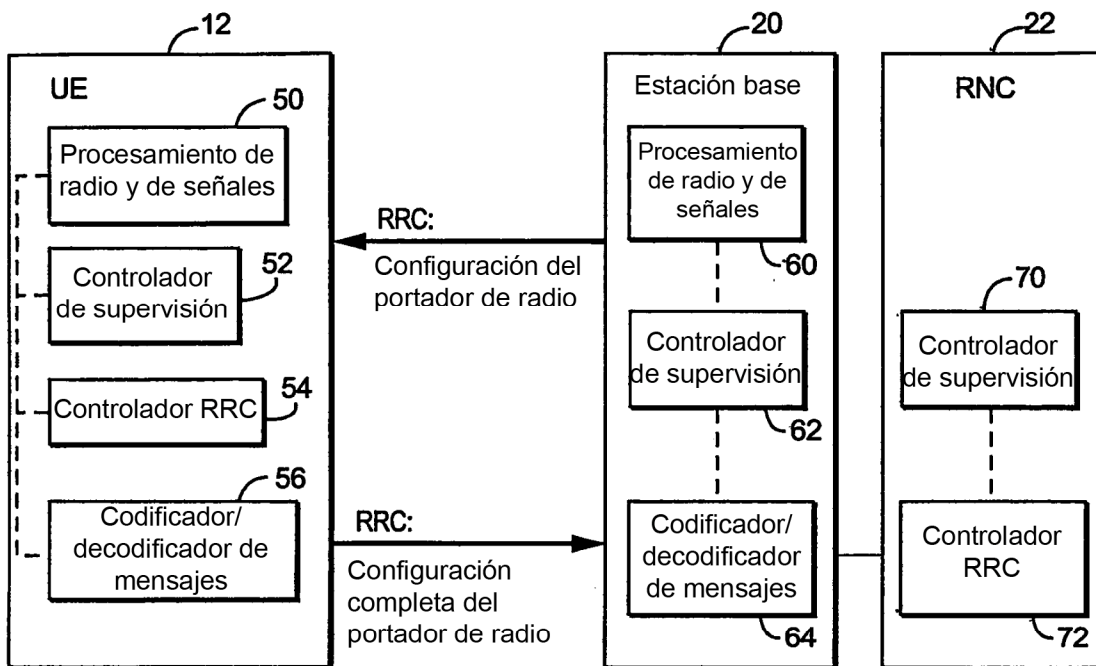 12
20
22
UE
Estación base
RNC
50
Procesamiento de
radio y de señales
Procesamiento
de radio y de
señales
60
RRC:
Configuración del
portador de radio
52
Controlador
de supervisión
Controlador
de supervisión
62
70
Controlador
de supervisión
54
Controlador RRC
56
Codificador/
decodificador de
mensajes
RRC:
Configuración
completa del
portador de radio
Codificador/
decodificador
de mensajes
64
Controlador
RRC
72